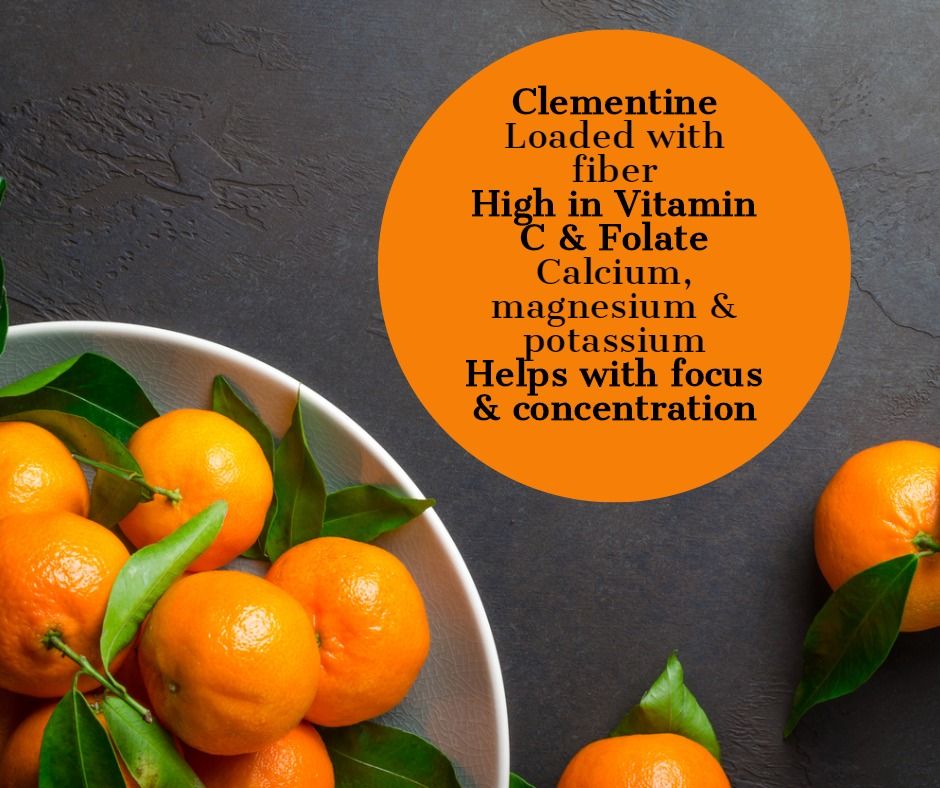 Clementine
Loaded with
fiber
High in Vitamin
C & Folate
Calcium,
magnesium &
potassium
Helps with focus
& concentration